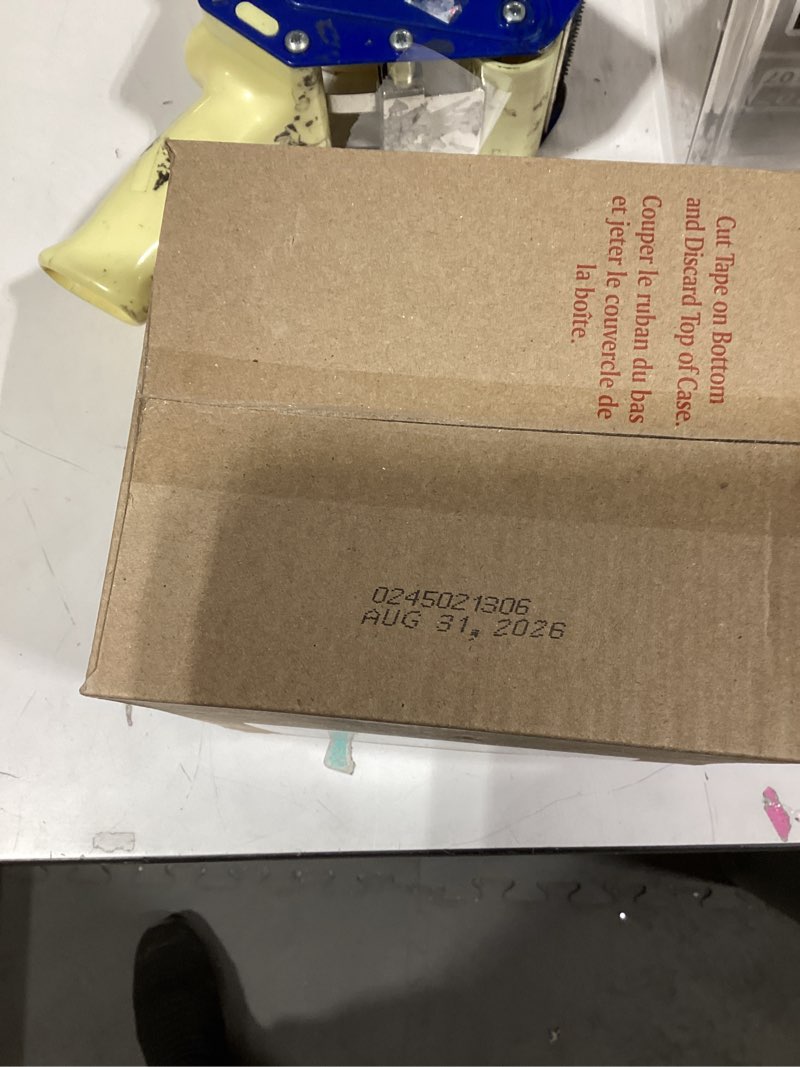 Cut Tape on Bottom
and Discard Top of Case.
Couper le ruban du bas
et jeter le couvercle de
la boîte.
0245021306
AUG 31, 2026